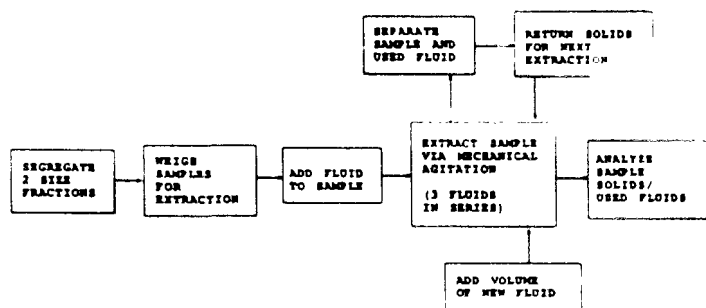 SEPARATE
SAMPLE AND
USED FLUID
RETURN SOLIDS
FOR NEXT
EXTRACTION
SEGREGATE
2 SIZE
FRACTIONS
WEIGH
SAMPLES
FOR
EXTRACTION
ADD FLUID
TO SAMPLE
EXTRACT SAMPLE
VIA MECHANICAL
AGITATION
(3 FLUIDS
IN SERIES)
ANALYZE
SAMPLE
SOLIDS/
USED FLUIDS
ADD VOLUME
OF NEW FLUID